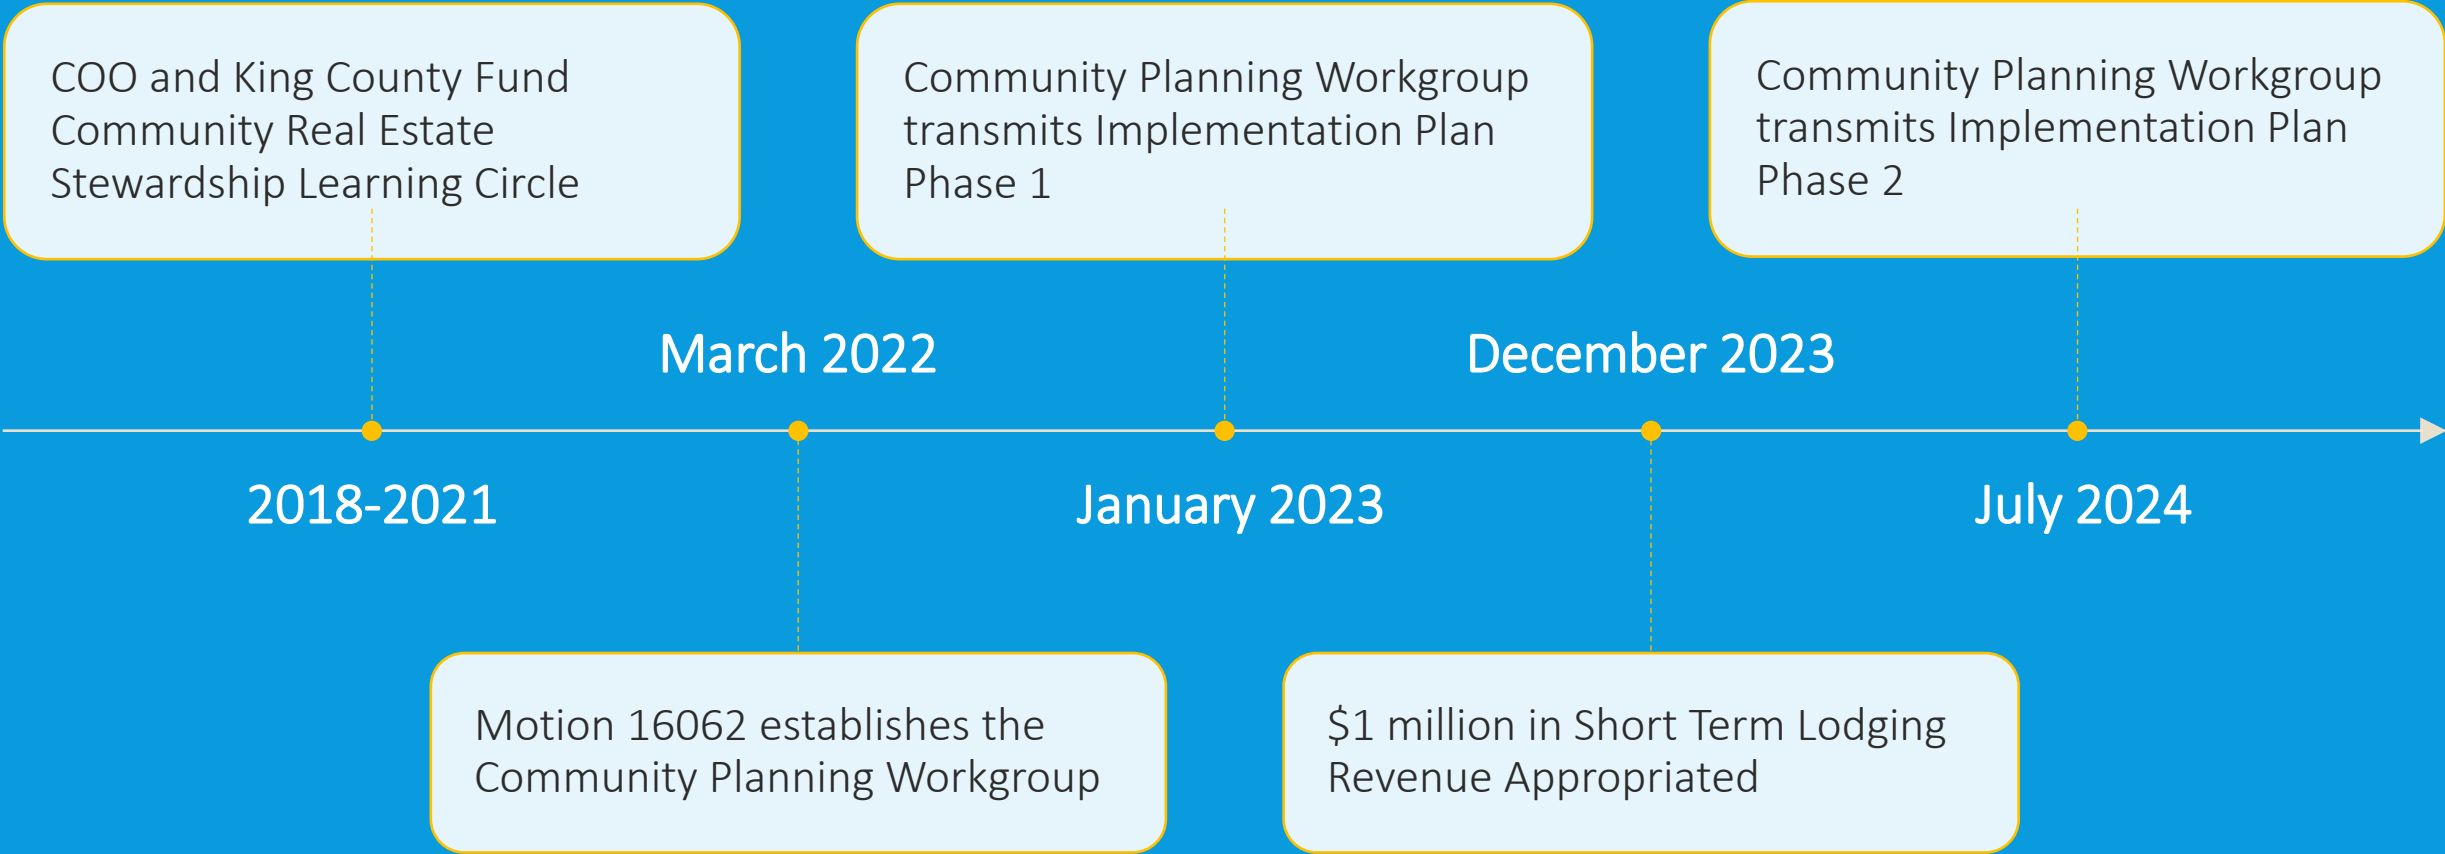 COO and King County Fund
Community Real Estate
Stewardship Learning Circle
2018-2021
March 2022
Motion 16062 establishes the
Community Planning Workgroup
Community Planning Workgroup
transmits Implementation Plan
Phase 1
January 2023
December 2023
$1 million in Short Term Lodging
Revenue Appropriated
Community Planning Workgroup
transmits Implementation Plan
Phase 2
July 2024